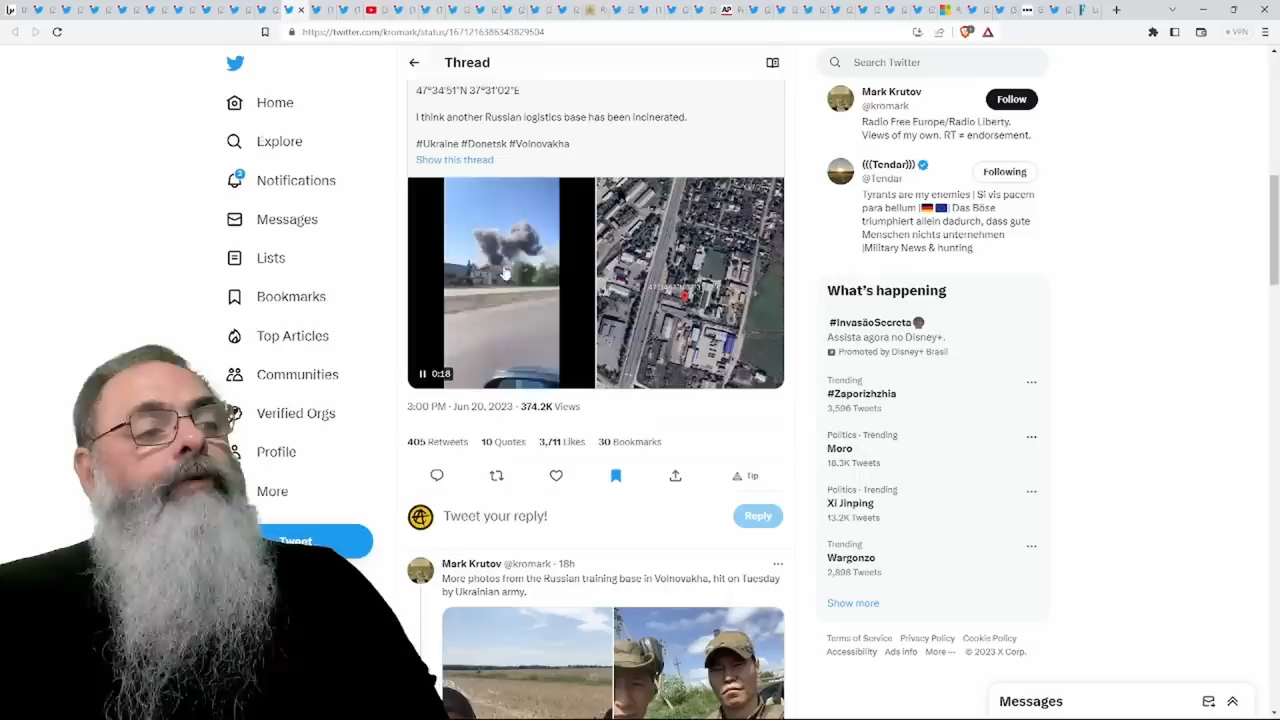 https://twitter.com/kromark/status/1671216386343829504
VPN
Home
Explore
2
Notifications
Messages
Lists
Bookmarks
Top Articles
Communities
Verified Orgs
Profile
More
Tweet
Thread
47°34'51"N 37°31'02"E
I think another Russian logistics base has been incinerated.
#Ukraine #Donetsk #Volnovakha
Show this thread
0:18
3:00 PM · Jun 20, 2023 · 374.2K Views
405 Retweets 10 Quotes 3,711 Likes 30 Bookmarks
Tip
Tweet your reply!
Reply
Mark Krutov @kromark · 18h
More photos from the Russian training base in Volnovakha, hit on Tuesday
by Ukrainian army.
Search Twitter
Mark Krutov
@kromark
Follow
Radio Free Europe/Radio Liberty.
Views of my own. RT ≠ endorsement.
(((Tendar)))
@Tendar
Following
Tyrants are my enemies | Si vis pacem
para bellum |🇩🇪🇪🇺| Das Böse
triumphiert allein dadurch, dass gute
Menschen nichts unternehmen
|Military News & hunting
What's happening
#InvasãoSecreta
Assista agora no Disney+.
Promoted by Disney+ Brasil
Trending
#Zaporizhzhia
3,596 Tweets
Politics · Trending
Moro
18.3K Tweets
Politics · Trending
Xi Jinping
13.2K Tweets
Trending
Wargonzo
2,898 Tweets
Show more
Terms of Service Privacy Policy Cookie Policy
Accessibility Ads info More ··· © 2023 X Corp.
Messages